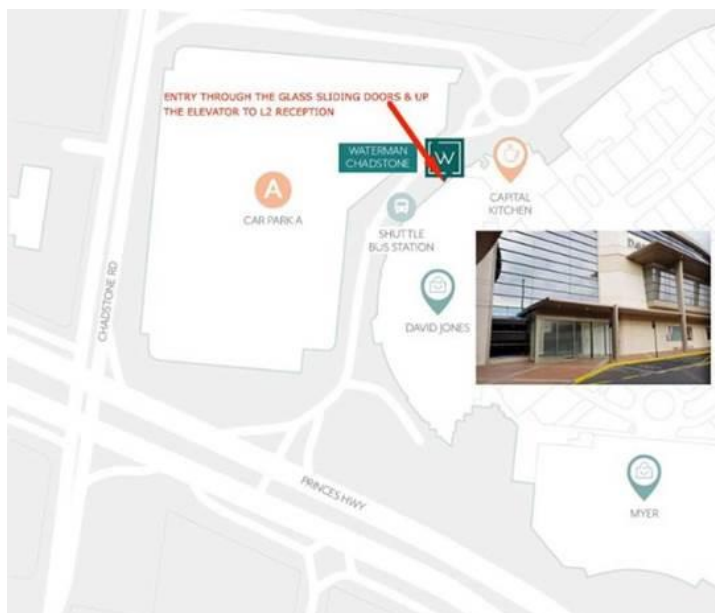 ENTRY THROUGH THE GLASS SLIDING DOORS & UP
THE ELEVATOR TO L2 RECEPTION
WATERMAN
CHADSTONE
W
A
CAR PARK A
CAPITAL
KITCHEN
SHUTTLE
BUS STATION
DAVID JONES
CHADSTONE RD
PRINCES HWY
MYER